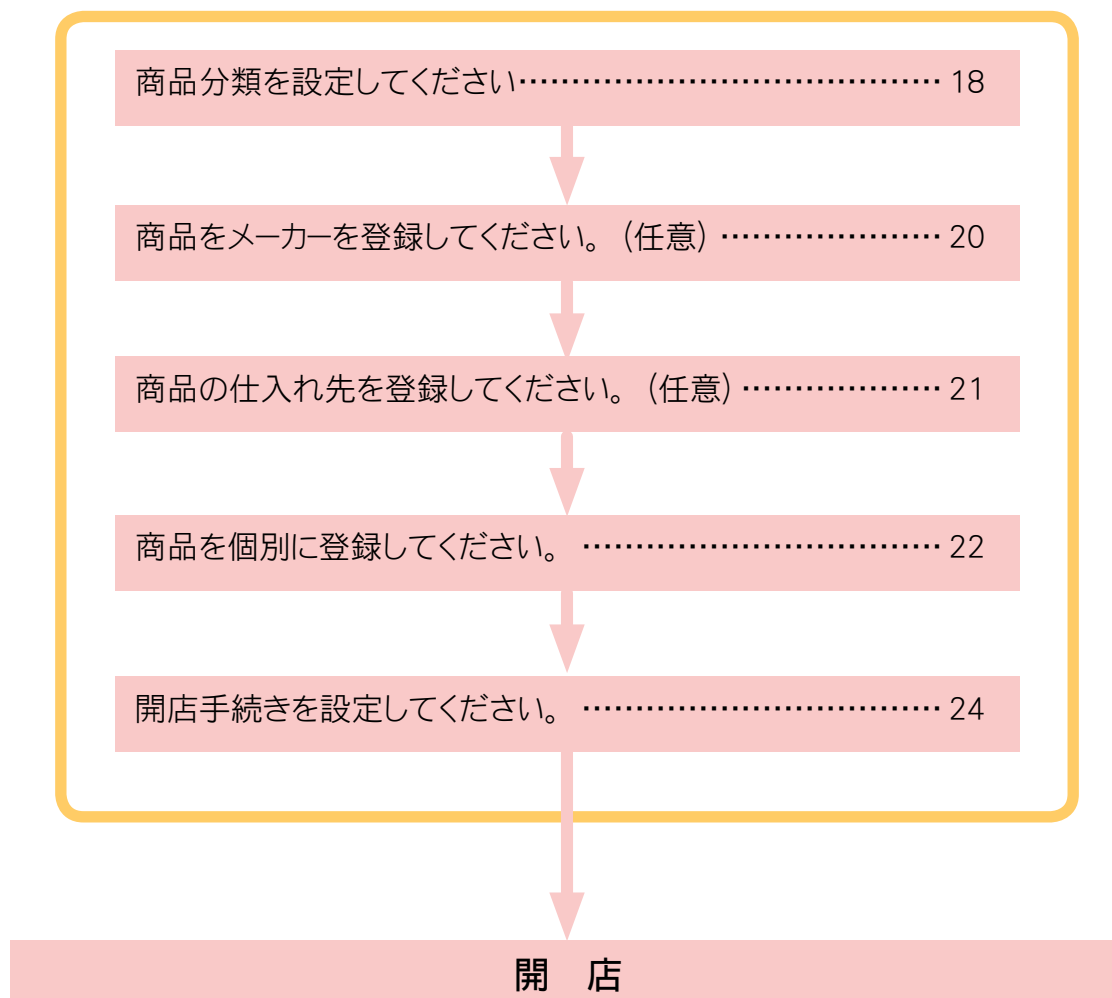 商品分類を設定してください…………………………………… 18
商品をメーカーを登録してください。（任意）………………… 20
商品の仕入れ先を登録してください。（任意）……………… 21
商品を個別に登録してください。 ……………………………… 22
開店手続きを設定してください。 ……………………………… 24
開　店